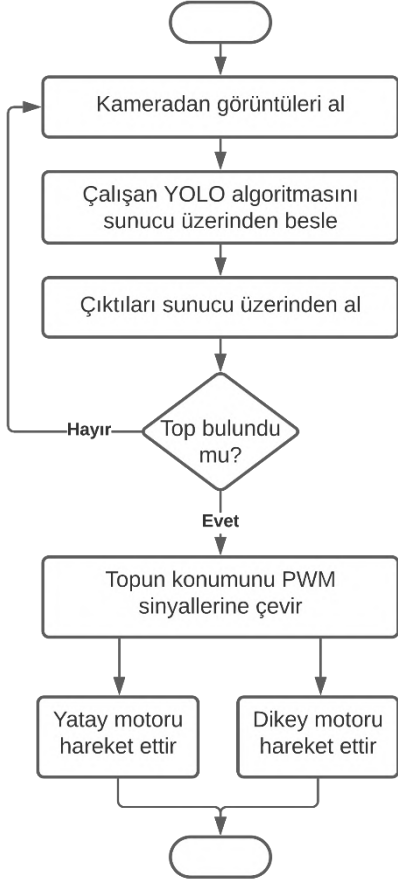 Kameradan görüntüleri al
Çalışan YOLO algoritmasını
sunucu üzerinden besle
Çıktıları sunucu üzerinden al
Top bulundu
mu?
Hayır
Evet
Topun konumunu PWM
sinyallerine çevir
Yatay motoru
hareket ettir
Dikey motoru
hareket ettir